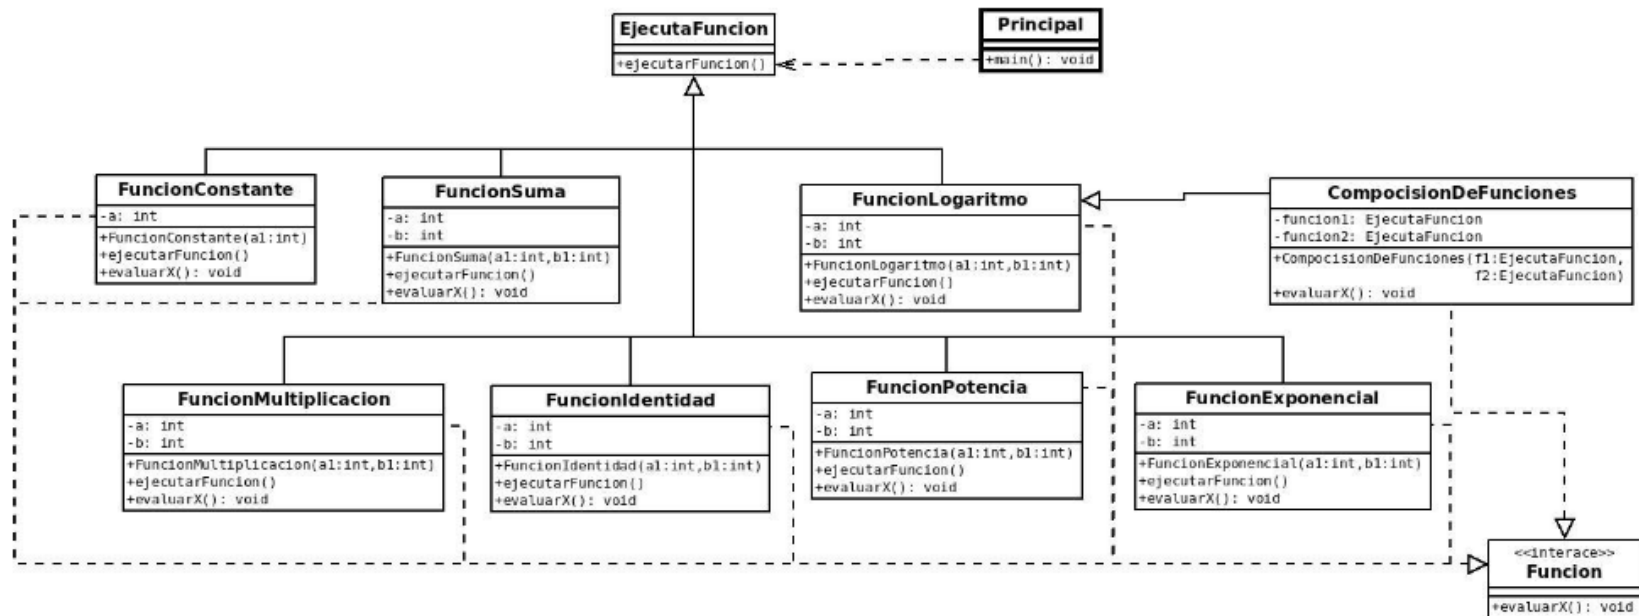 EjecutaFuncion
+ejecutarFuncion()
Principal
+main(): void
FuncionConstante
-a: int
+FuncionConstante(a1:int)
+ejecutarFuncion()
+evaluarX(): void
FuncionSuma
-a: int
-b: int
+FuncionSuma(a1:int,b1:int)
+ejecutarFuncion()
+evaluarX(): void
FuncionLogaritmo
-a: int
-b: int
+FuncionLogaritmo(a1:int,b1:int)
+ejecutarFuncion()
+evaluarX(): void
CompocisionDeFunciones
-funcion1: EjecutaFuncion
-funcion2: EjecutaFuncion
+CompocisionDeFunciones(f1:EjecutaFuncion,
f2:EjecutaFuncion)
+evaluarX(): void
FuncionMultiplicacion
-a: int
-b: int
+FuncionMultiplicacion(a1:int,b1:int)
+ejecutarFuncion()
+evaluarX(): void
FuncionIdentidad
-a: int
-b: int
+FuncionIdentidad(a1:int,b1:int)
+ejecutarFuncion()
+evaluarX(): void
FuncionPotencia
-a: int
-b: int
+FuncionPotencia(a1:int,b1:int)
+ejecutarFuncion()
+evaluarX(): void
FuncionExponencial
-a: int
-b: int
+FuncionExponencial(a1:int,b1:int)
+ejecutarFuncion()
+evaluarX(): void
<<interace>>
Funcion
+evaluarX(): void